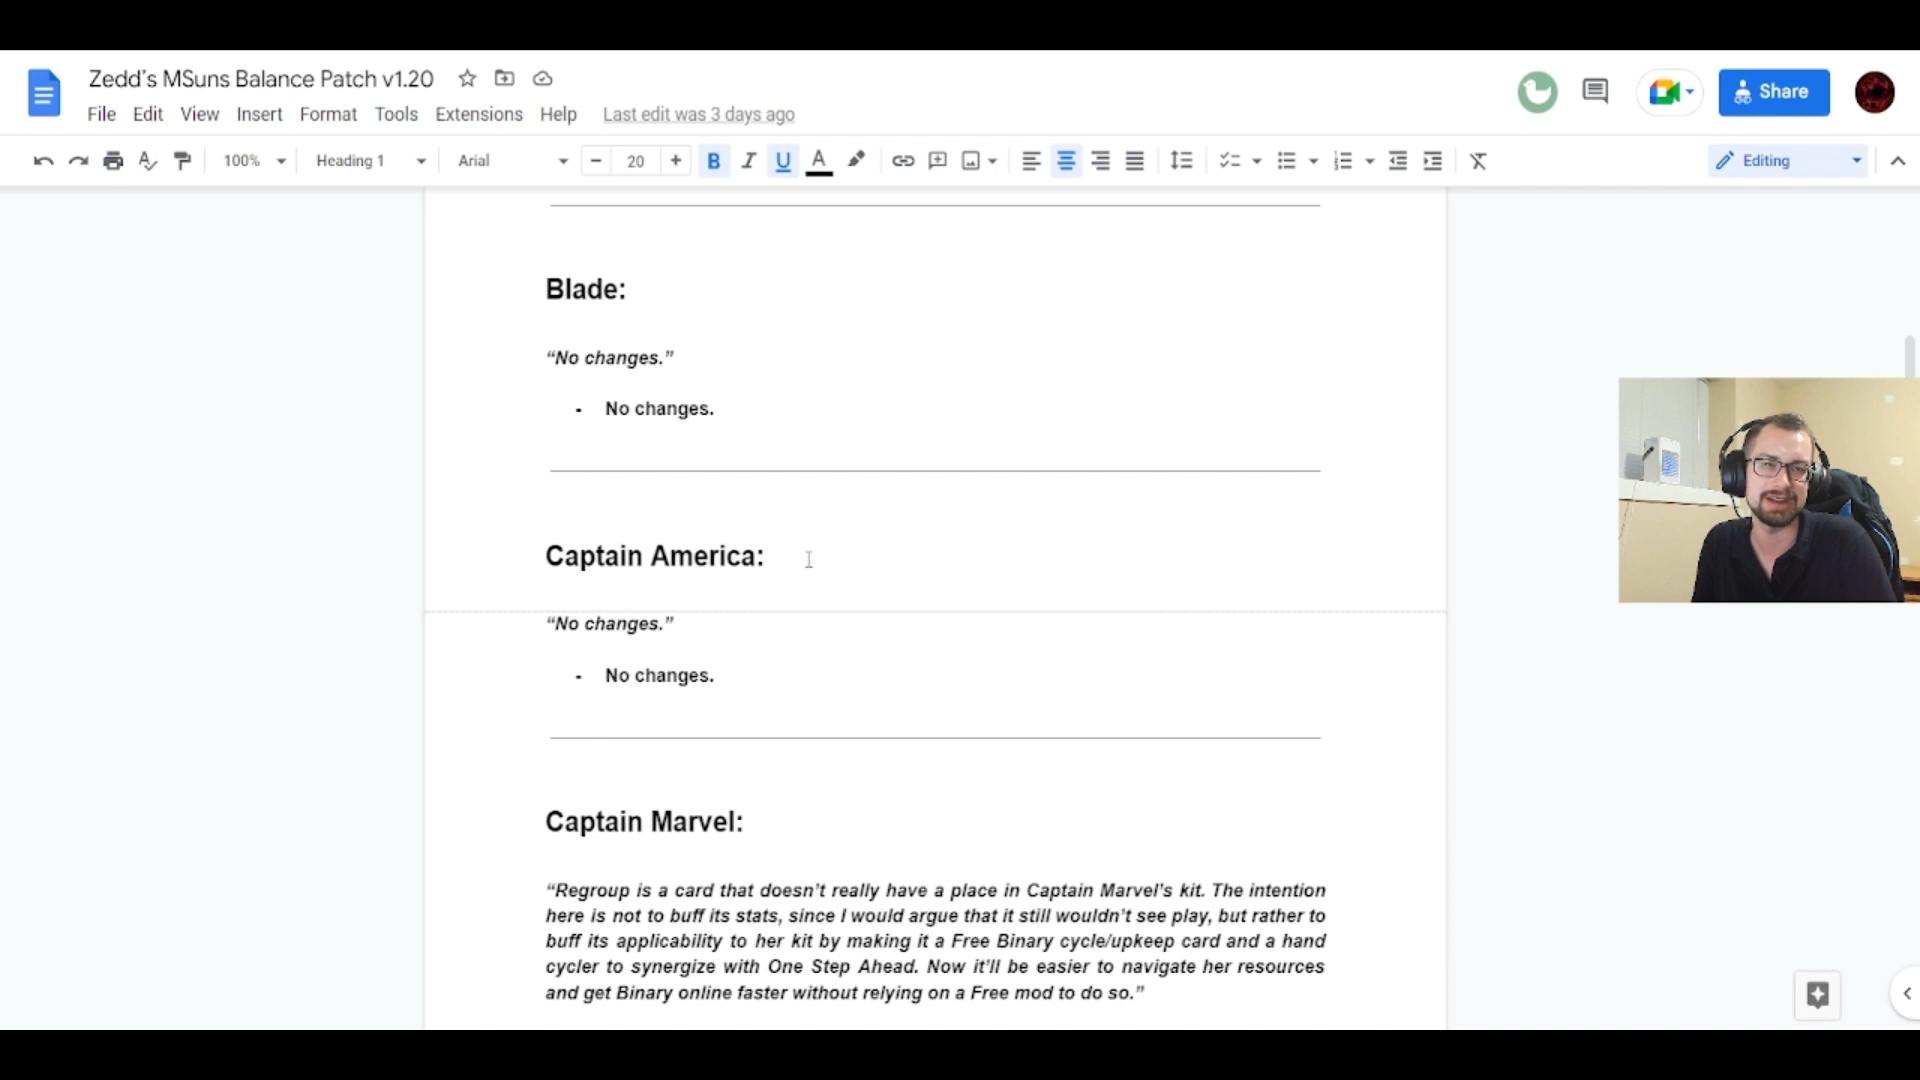 Zedd's MSuns Balance Patch v1.20
File Edit View Insert Format Tools Extensions Help Last edit was 3 days ago
Share
100% Heading 1 Arial 20 B I U A Editing
Blade:
“No changes.”
- No changes.
Captain America:
“No changes.”
- No changes.
Captain Marvel:
“Regroup is a card that doesn’t really have a place in Captain Marvel’s kit. The intention
here is not to buff its stats, since I would argue that it still wouldn’t see play, but rather to
buff its applicability to her kit by making it a Free Binary cycle/upkeep card and a hand
cycler to synergize with One Step Ahead. Now it’ll be easier to navigate her resources
and get Binary online faster without relying on a Free mod to do so.”